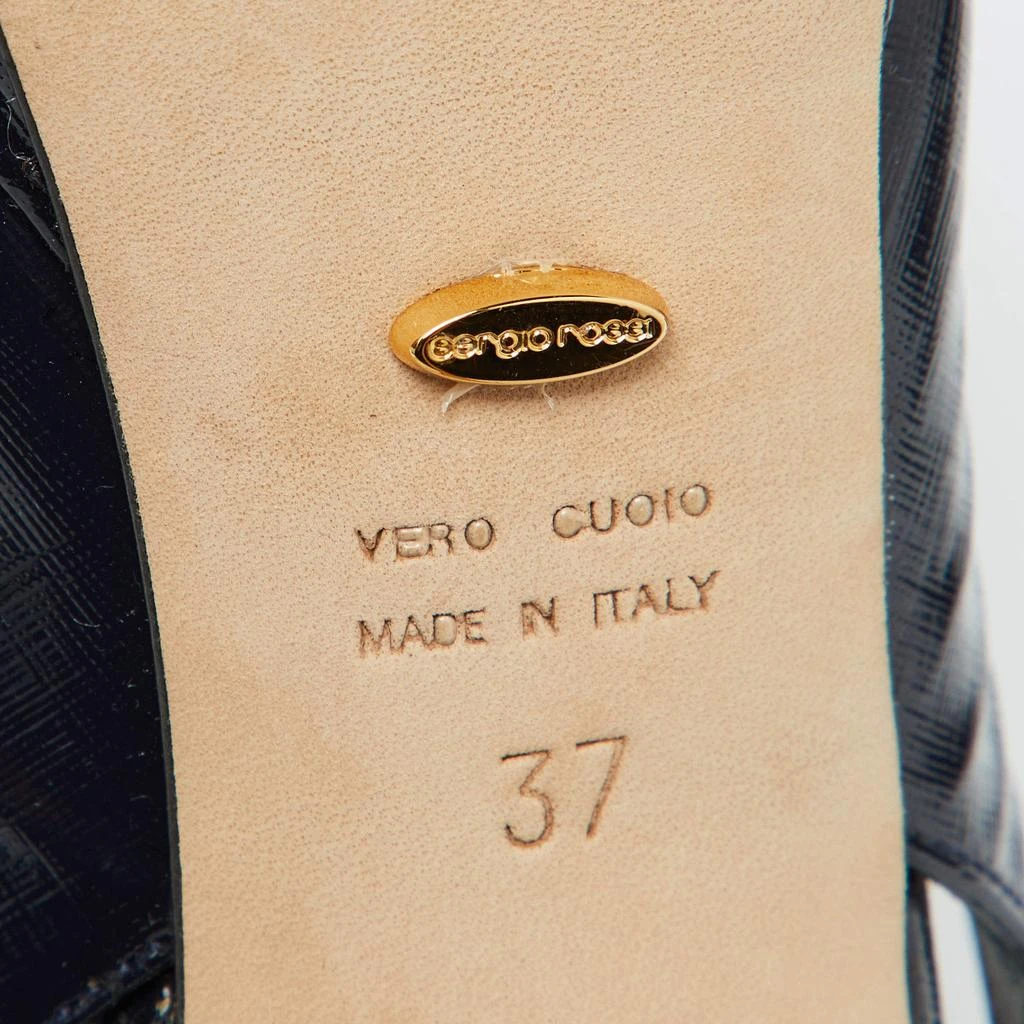 sergio rossi
VERO CUOIO
MADE IN ITALY
37